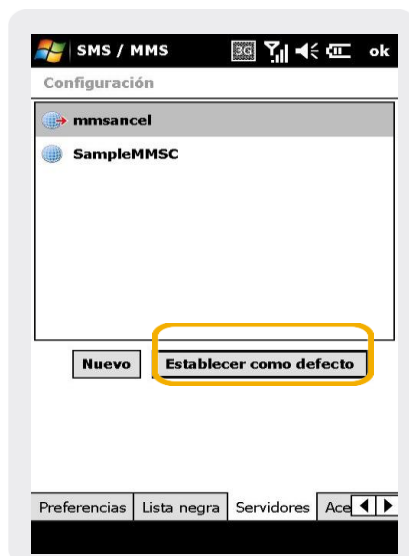 SMS / MMS 3G ok
Configuración
mmsancel
SampleMMSC
Nuevo Establecer como defecto
Preferencias Lista negra Servidores Ace